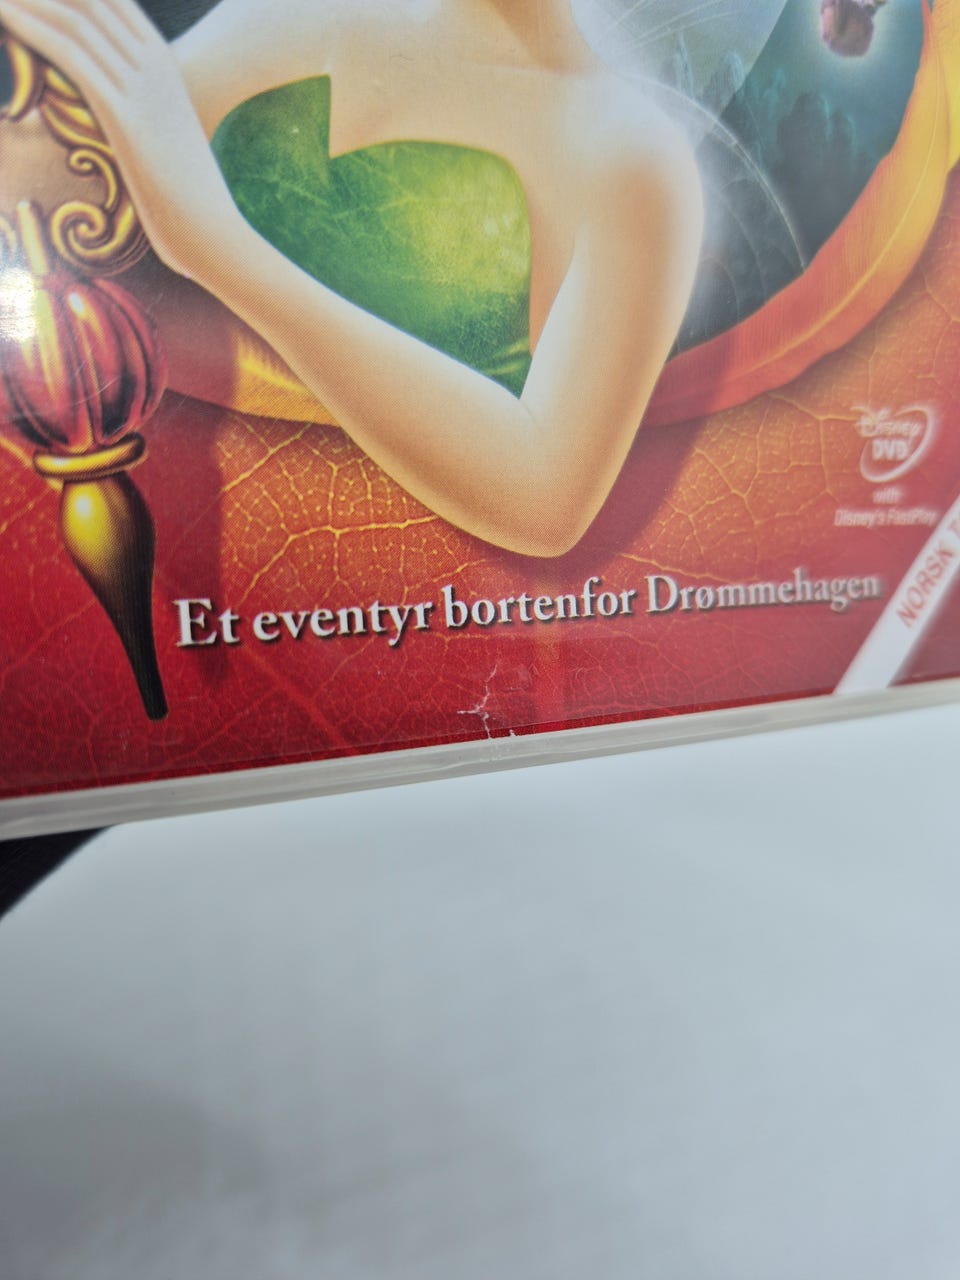 Disney
DVD
with
Disney's FastPlay
NORSK T
Et eventyr bortenfor Drømmehagen